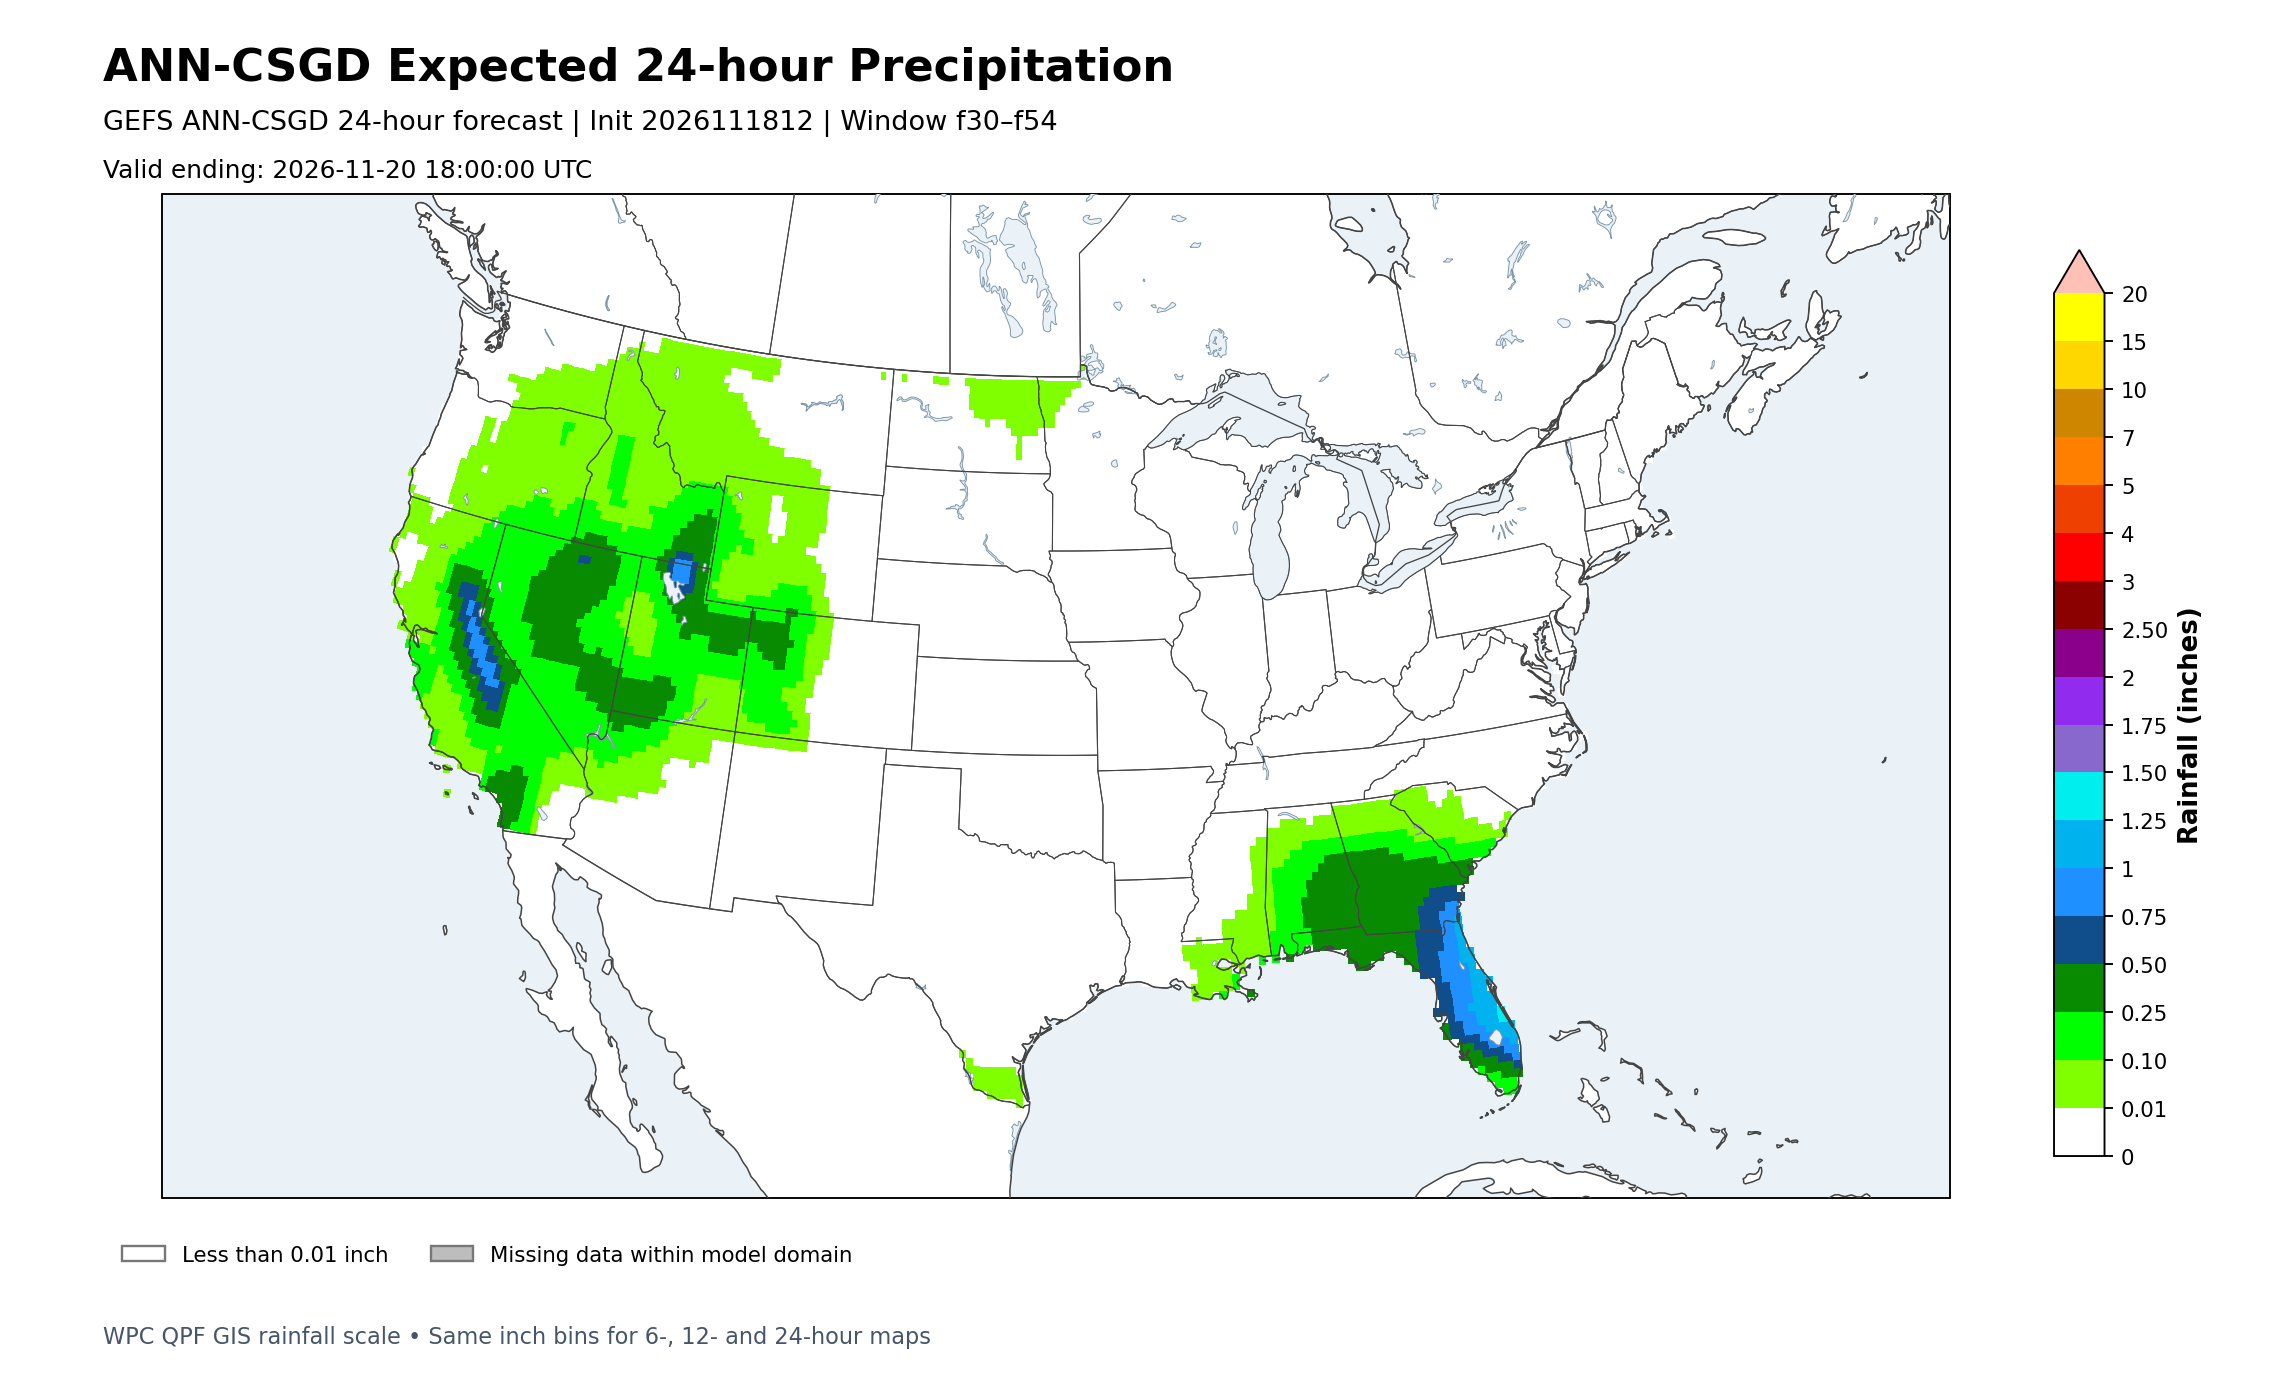 ANN-CSGD Expected 24-hour Precipitation
GEFS ANN-CSGD 24-hour forecast | Init 2026111812 | Window f30–f54
Valid ending: 2026-11-20 18:00:00 UTC
20
15
10
7
5
4
3
2.50
2
1.75
1.50
1.25
1
0.75
0.50
0.25
0.10
0.01
0
Rainfall (inches)
Less than 0.01 inch
Missing data within model domain
WPC QPF GIS rainfall scale • Same inch bins for 6-, 12- and 24-hour maps